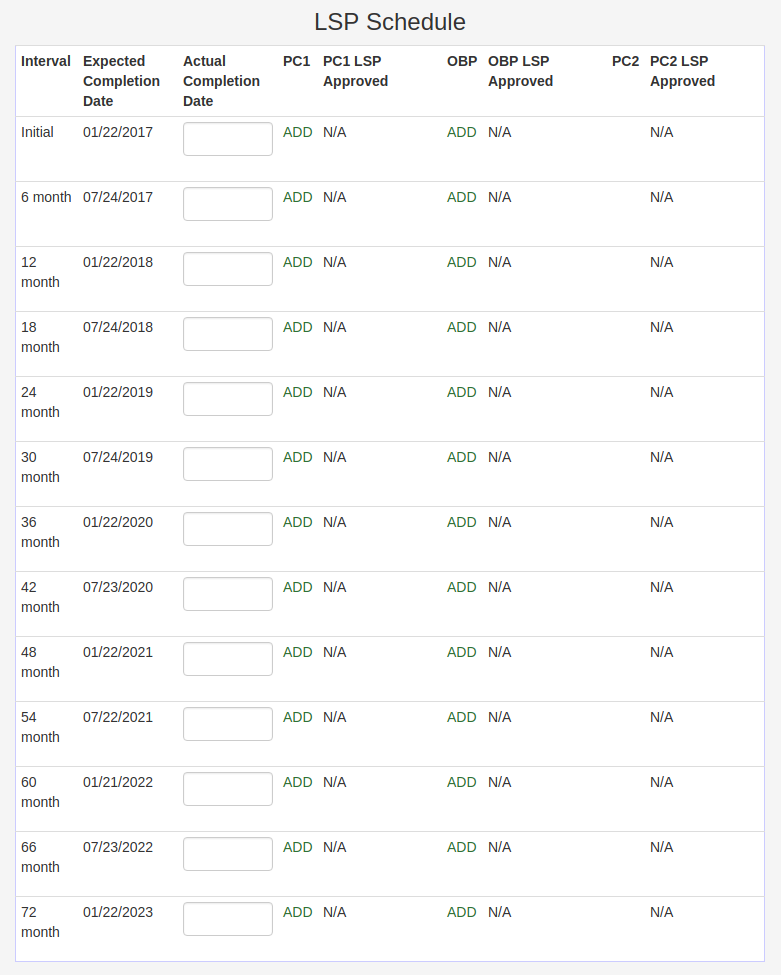 LSP Schedule
Interval Expected Completion Date Actual Completion Date PC1 PC1 LSP Approved OBP OBP LSP Approved PC2 PC2 LSP Approved
Initial 01/22/2017 ADD N/A ADD N/A N/A
6 month 07/24/2017 ADD N/A ADD N/A N/A
12 month 01/22/2018 ADD N/A ADD N/A N/A
18 month 07/24/2018 ADD N/A ADD N/A N/A
24 month 01/22/2019 ADD N/A ADD N/A N/A
30 month 07/24/2019 ADD N/A ADD N/A N/A
36 month 01/22/2020 ADD N/A ADD N/A N/A
42 month 07/23/2020 ADD N/A ADD N/A N/A
48 month 01/22/2021 ADD N/A ADD N/A N/A
54 month 07/22/2021 ADD N/A ADD N/A N/A
60 month 01/21/2022 ADD N/A ADD N/A N/A
66 month 07/23/2022 ADD N/A ADD N/A N/A
72 month 01/22/2023 ADD N/A ADD N/A N/A